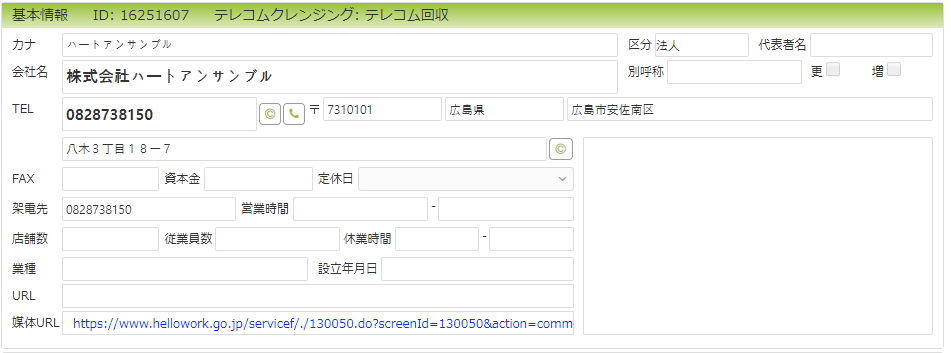 基本情報 ID: 16251607 テレコムクレンジング: テレコム回収
カナ ハートアンサンブル 区分 法人 代表者名
会社名 株式会社ハートアンサンブル 別呼称 更 増
TEL 0828738150 © 〒 7310101 広島県 広島市安佐南区
八木3丁目18ー7 ©
FAX 資本金 定休日
架電先 0828738150 営業時間 -
店舗数 従業員数 休業時間 -
業種 設立年月日
URL
媒体URL https://www.hellowork.go.jp/servicef/./130050.do?screenId=130050&action=comm